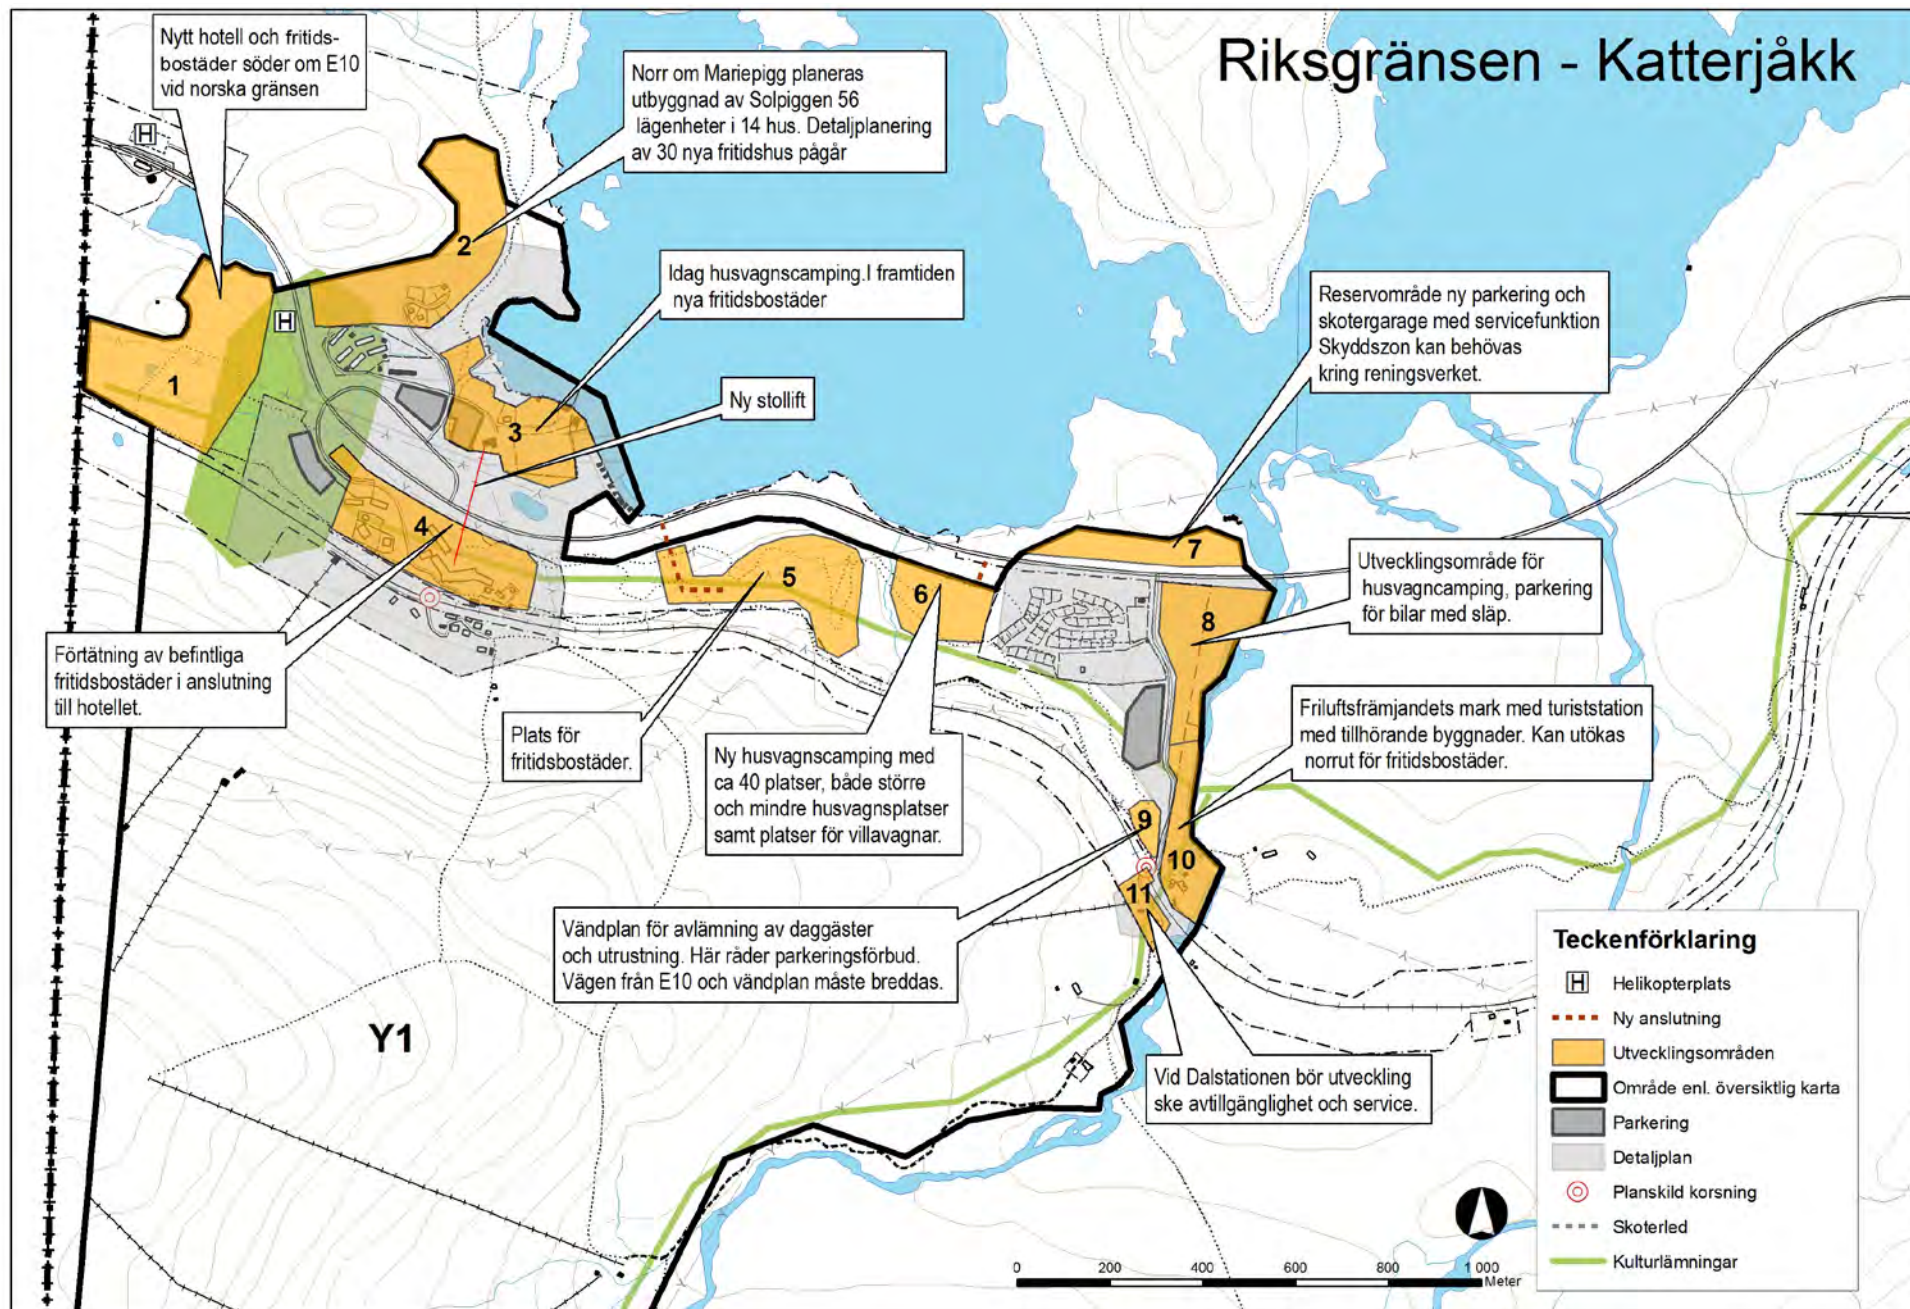 Riksgränsen - Katterjåkk
Nytt hotell och fritids-
bostäder söder om E10
vid norska gränsen
Norr om Mariepigg planeras
utbyggnad av Solpiggen 56
lägenheter i 14 hus. Detaljplanering
av 30 nya fritidshus pågår
H
2
Idag husvagnscamping.I framtiden
nya fritidsbostäder
Reservområde ny parkering och
skotergarage med servicefunktion
Skyddszon kan behövas
kring reningsverket.
H
1
Ny stollift
3
4
7
5
6
8
Utvecklingsområde för
husvagncamping, parkering
för bilar med släp.
Förtätning av befintliga
fritidsbostäder i anslutning
till hotellet.
Plats för
fritidsbostäder.
Ny husvagnscamping med
ca 40 platser, både större
och mindre husvagnsplatser
samt platser för villavagnar.
Friluftsfrämjandets mark med turiststation
med tillhörande byggnader. Kan utökas
norrut för fritidsbostäder.
9
10
11
Vändplan för avlämning av daggäster
och utrustning. Här råder parkeringsförbud.
Vägen från E10 och vändplan måste breddas.
Y1
Vid Dalstationen bör utveckling
ske avtillgänglighet och service.
Teckenförklaring
H Helikopterplats
Ny anslutning
Utvecklingsområden
Område enl. översiktlig karta
Parkering
Detaljplan
Planskild korsning
Skoterled
Kulturlämningar
0 200 400 600 800 1 000
Meter